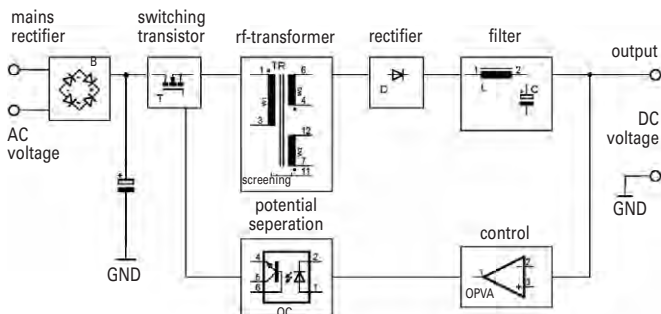 mains
rectifier
switching
transistor
rf-transformer
rectifier
filter
output
B
T
TR
1
6
4
3
12
7
11
screening
D
1
2
L
C
AC
voltage
DC
voltage
GND
GND
potential
seperation
4
5
6
2
1
OC
control
1
2
3
OPVA